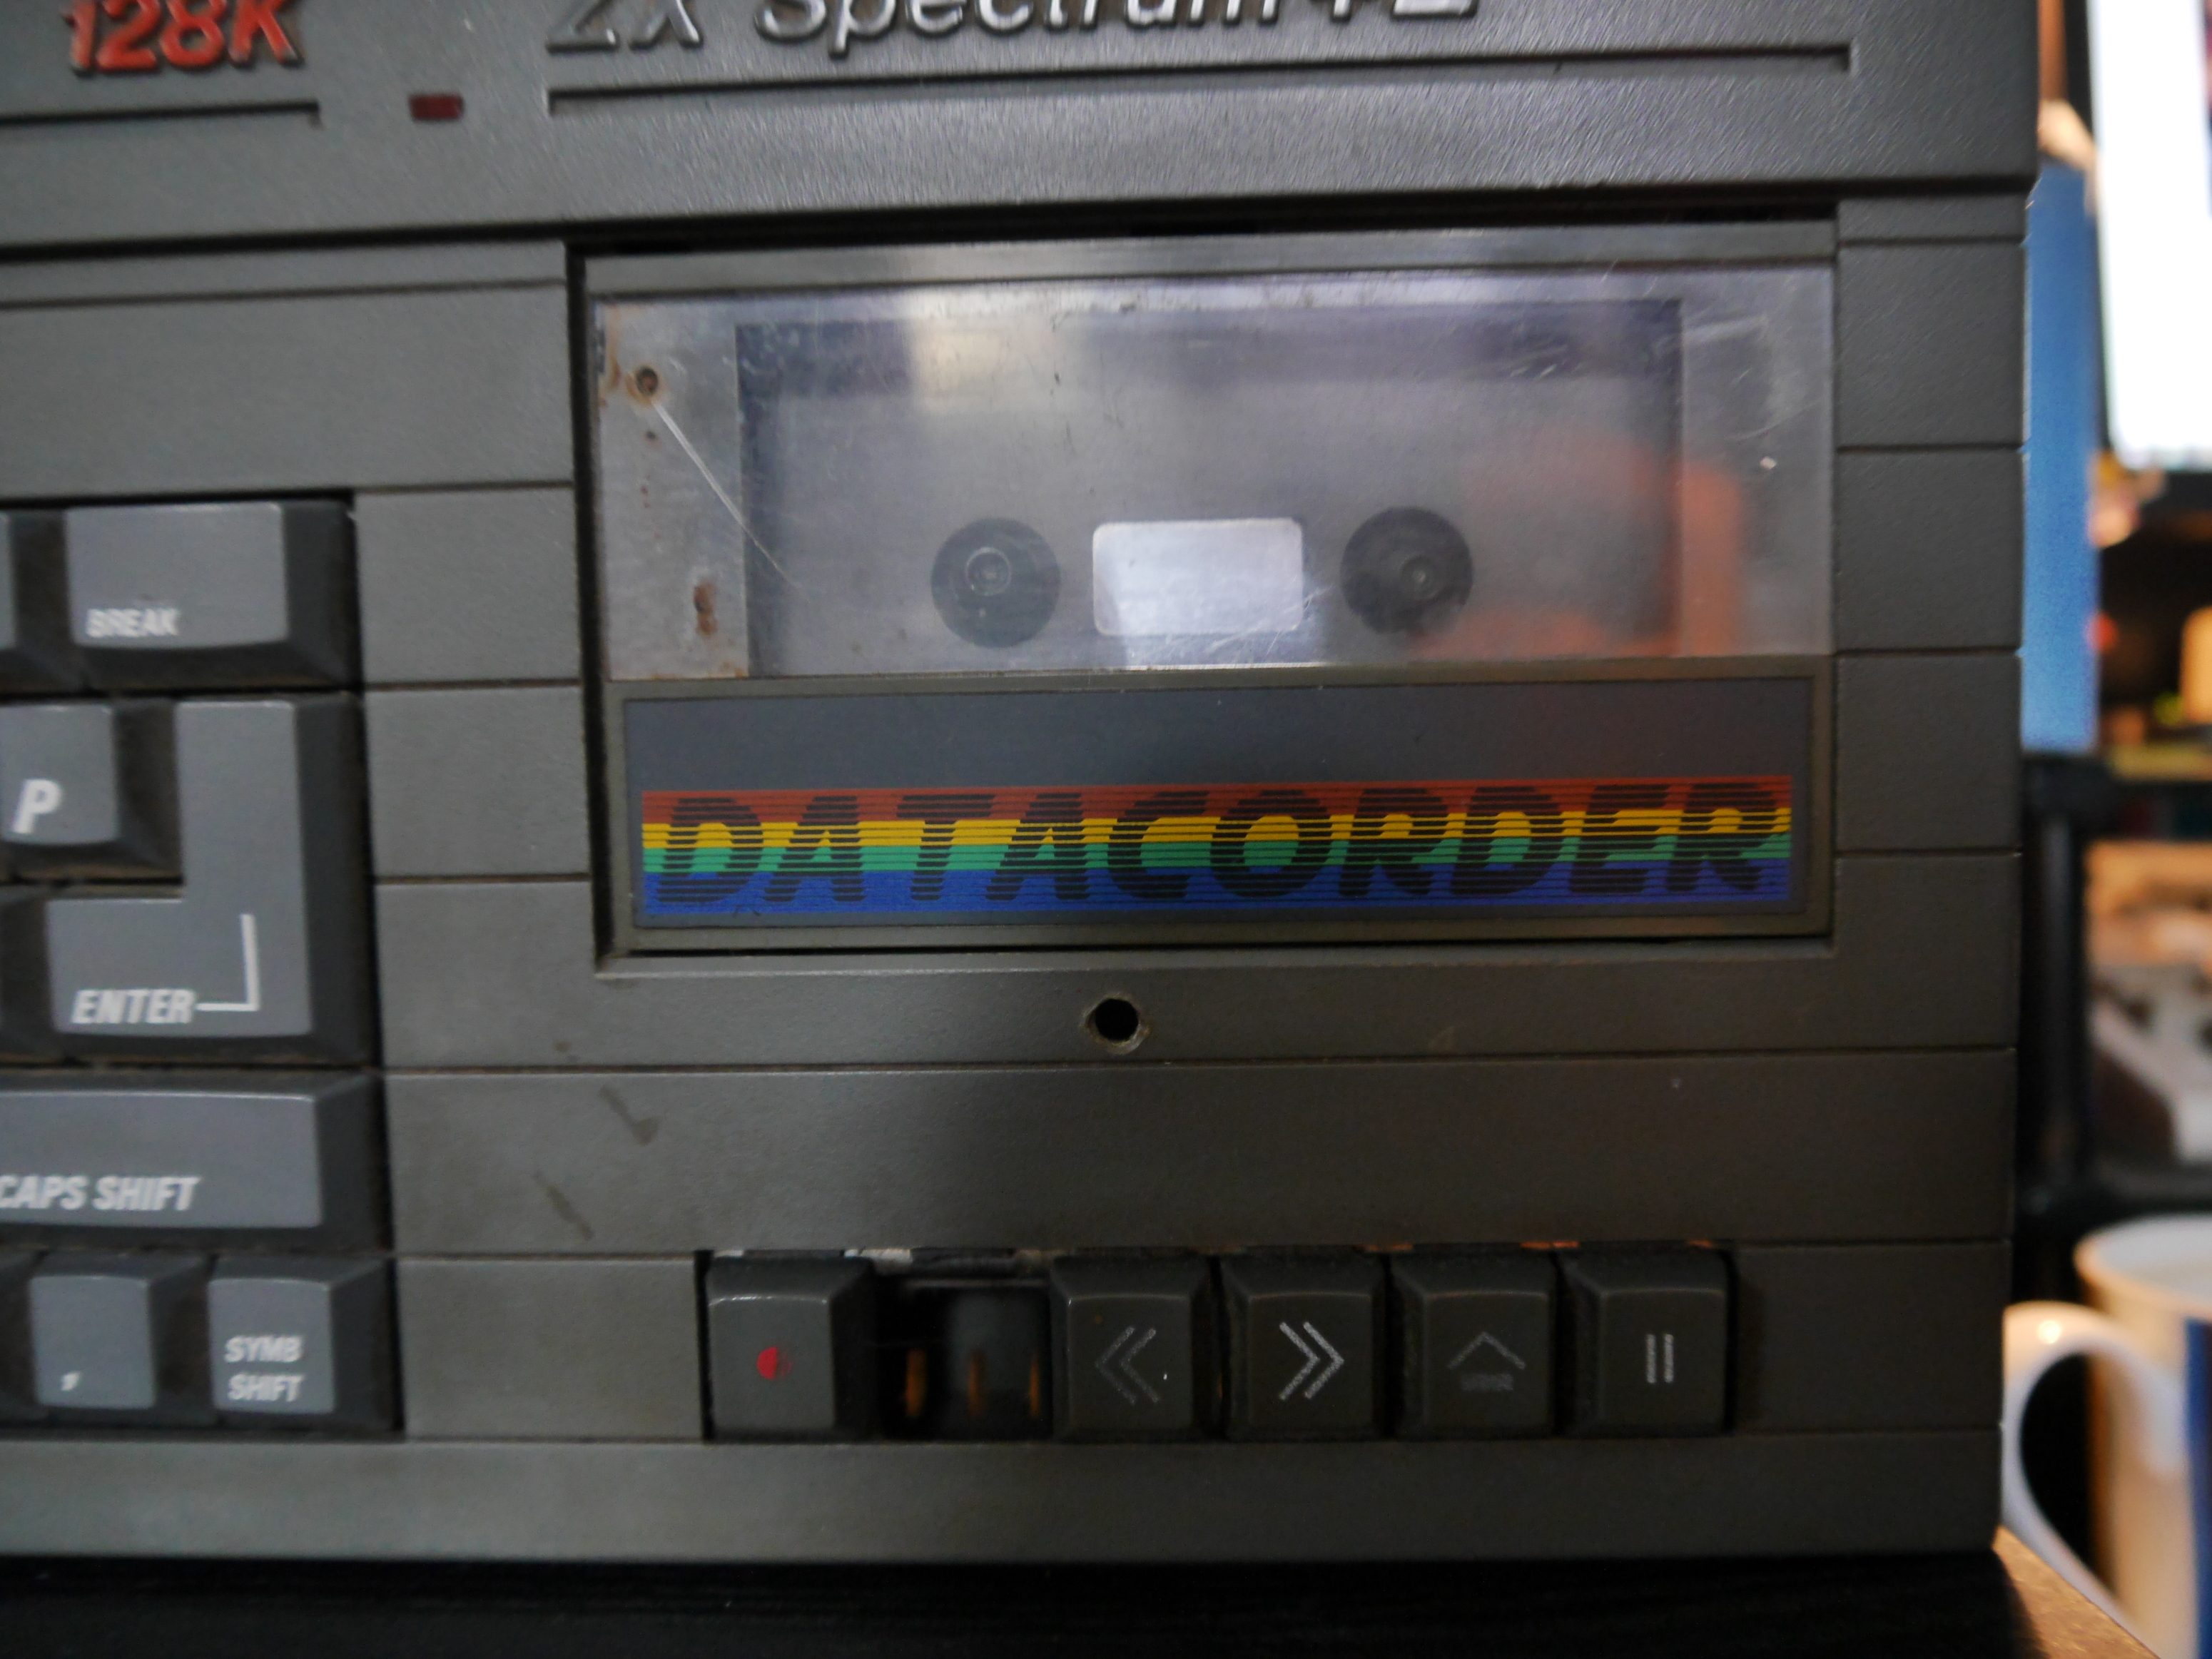 128K
ZX Spectrum +2
BREAK
P
DATACORDER
ENTER
CAPS SHIFT
,
SYMB
SHIFT